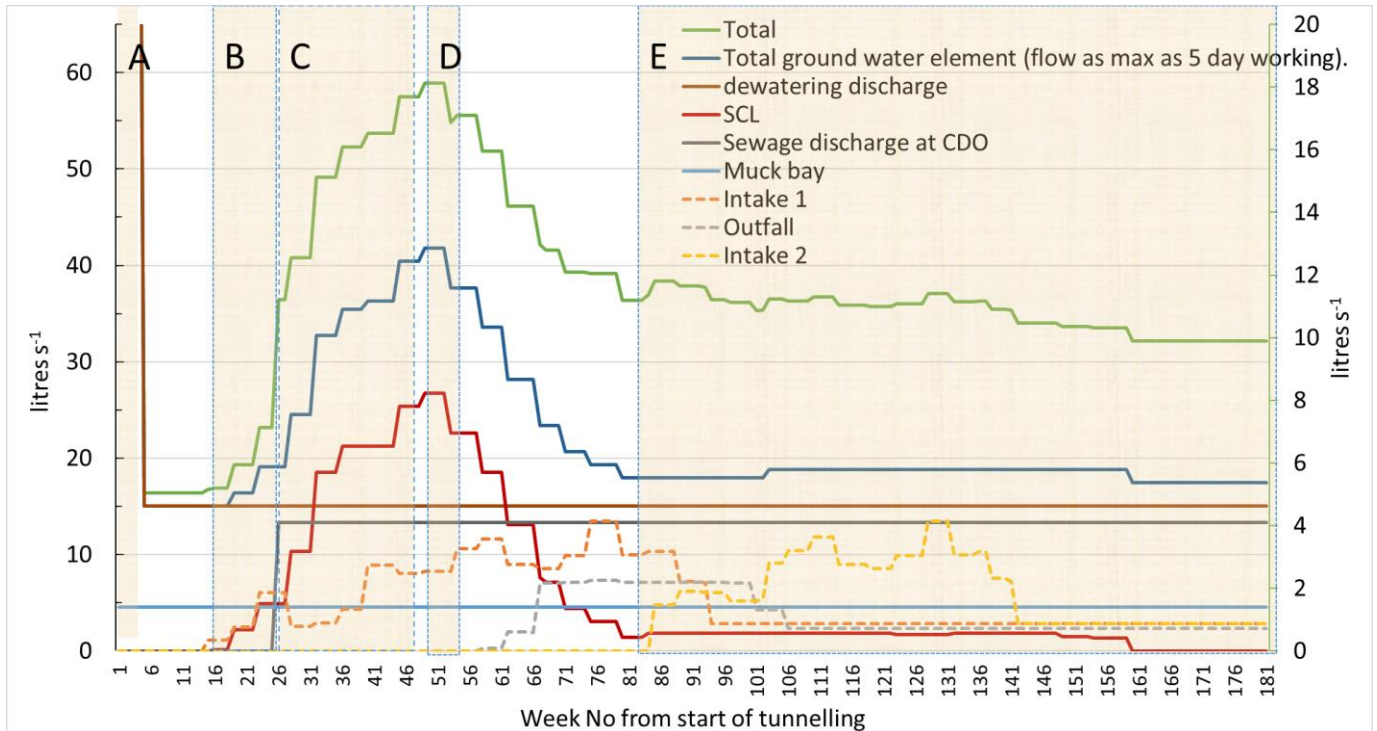 A
B
C
D
E
Total
Total ground water element (flow as max as 5 day working).
dewatering discharge
SCL
Sewage discharge at CDO
Muck bay
Intake 1
Outfall
Intake 2
60
50
40
30
20
10
0
litres s⁻¹
20
18
16
14
12
10
8
6
4
2
0
litres s⁻¹
1 6 11 16 21 26 31 36 41 46 51 56 61 66 71 76 81 86 91 96 101 106 111 116 121 126 131 136 141 146 151 156 161 166 171 176 181
Week No from start of tunnelling